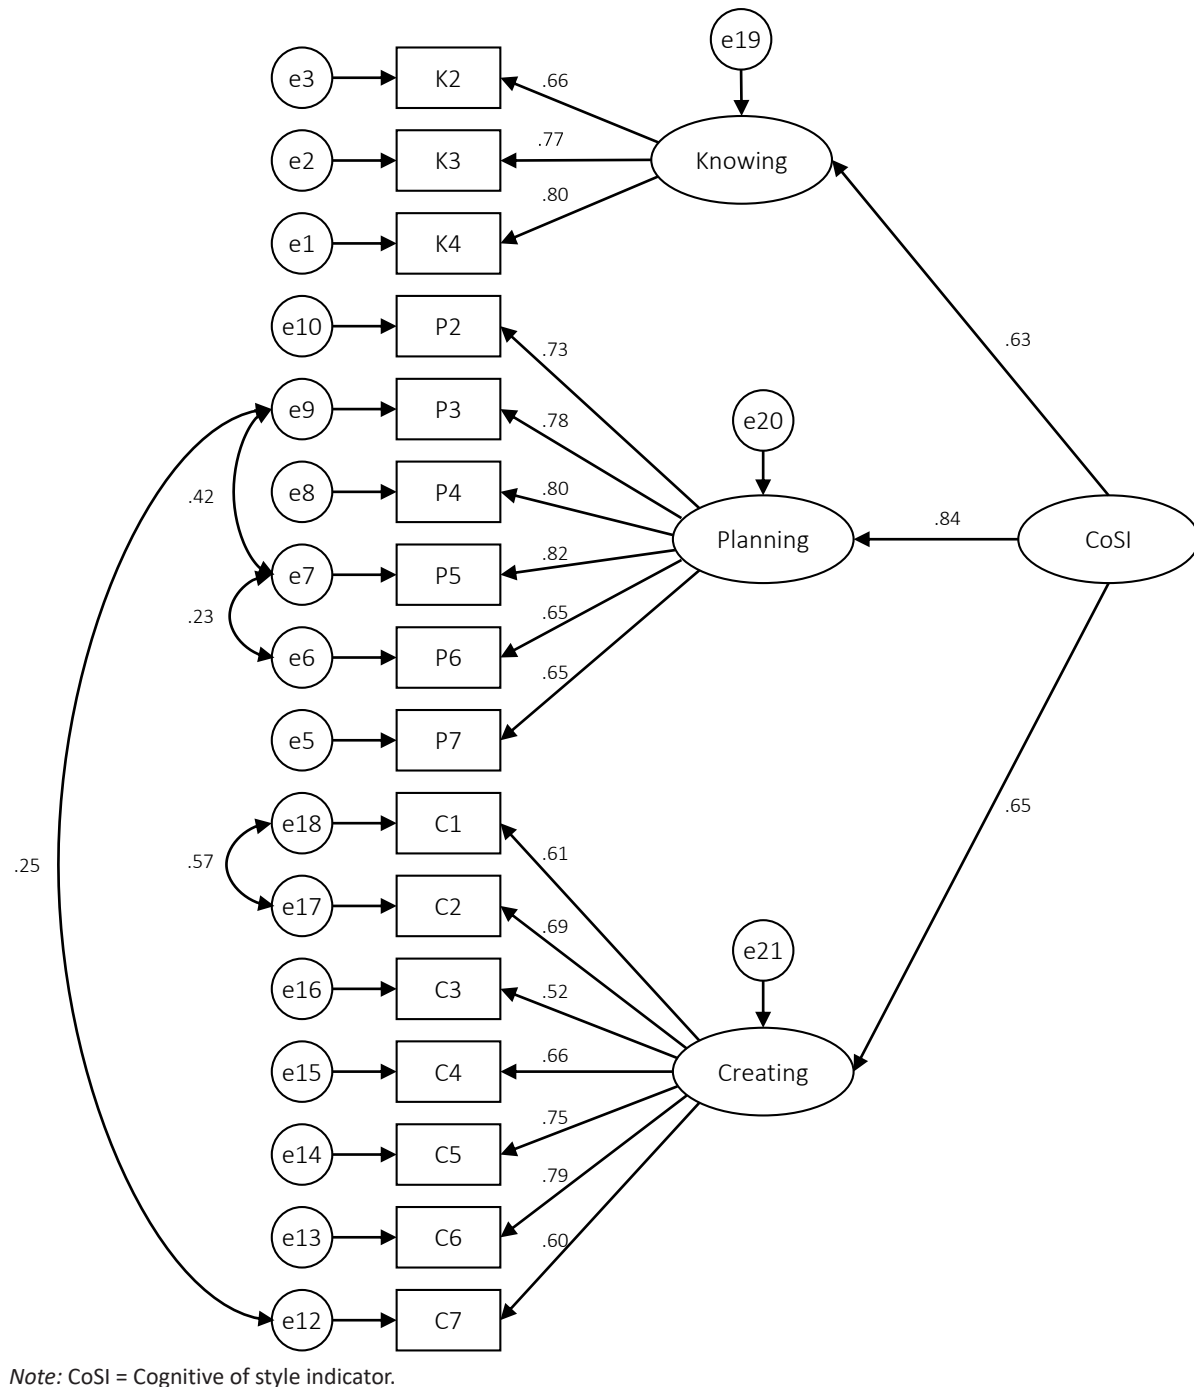 e19
e3 K2 .66
e2 K3 .77 Knowing
e1 K4 .80
e10 P2 .73 .63
e9 P3 .78 e20
e8 P4 .80
.42
Planning .84 CoSI
e7 P5 .82
.23
e6 P6 .65
e5 P7 .65
e18 C1 .61 .65
.25 .57
e17 C2 .69
e21
e16 C3 .52
e15 C4 .66 Creating
e14 C5 .75
e13 C6 .79
e12 C7 .60
Note: CoSI = Cognitive of style indicator.